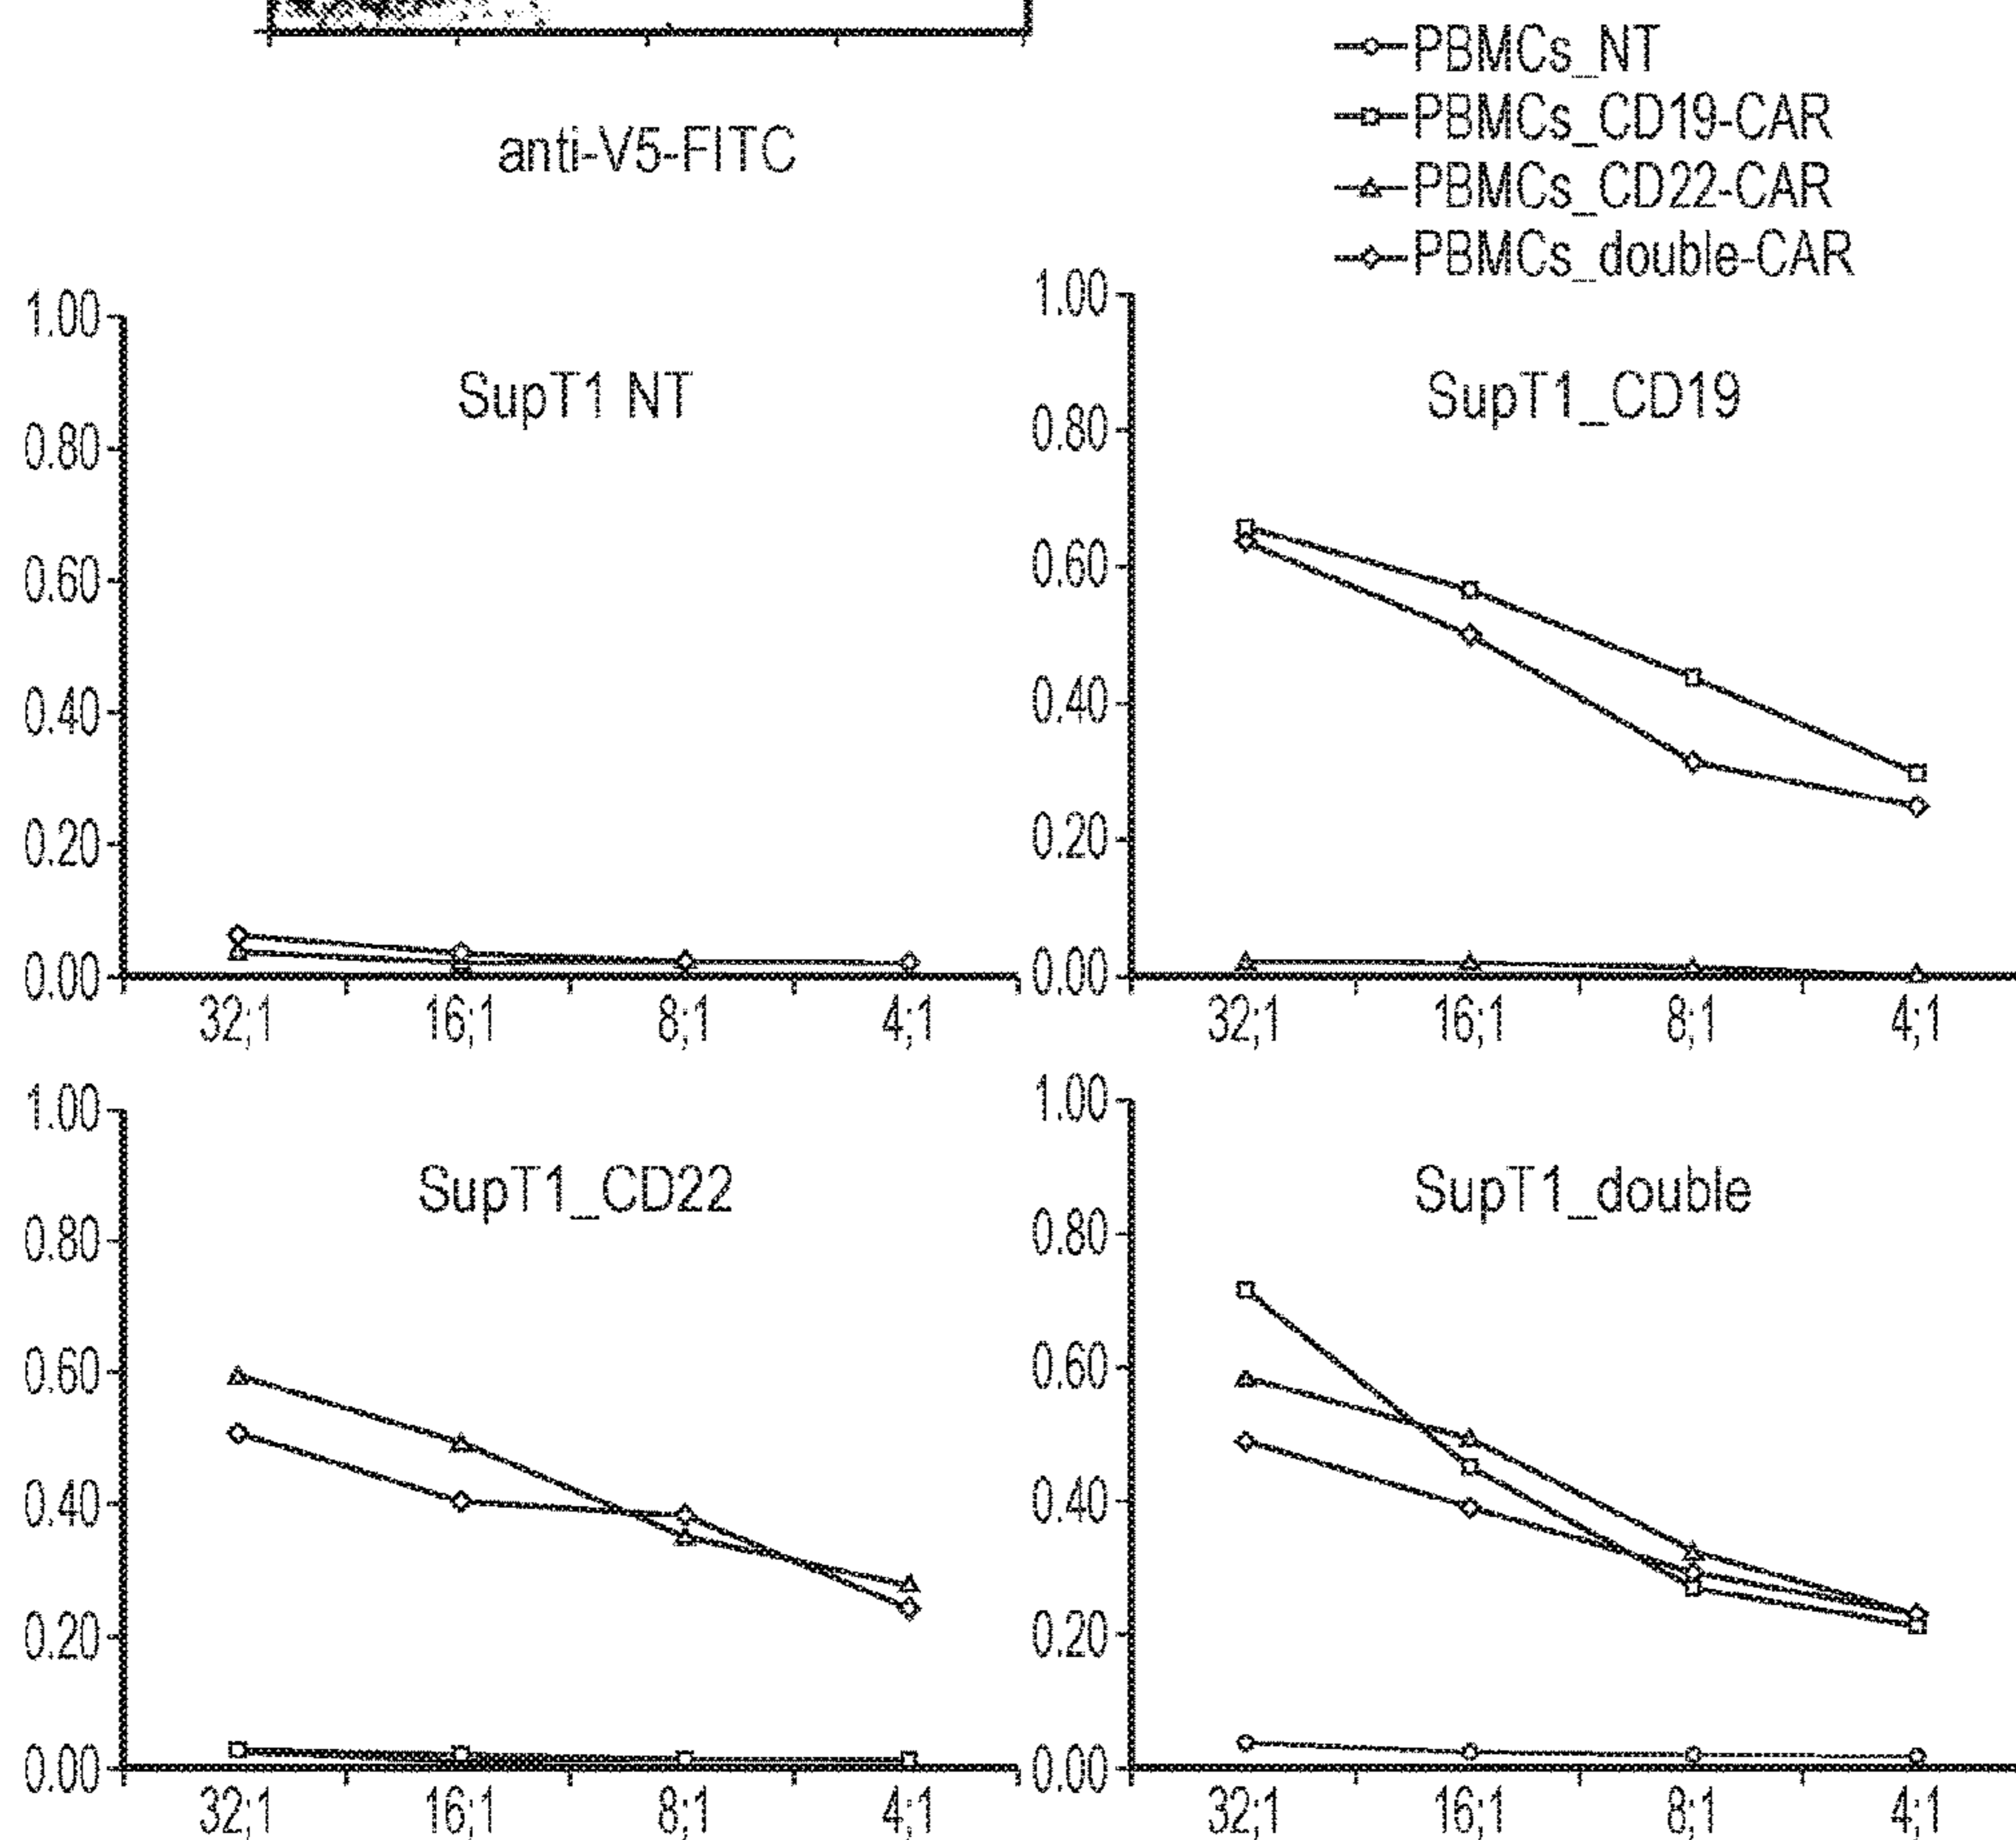 anti-V5-FITC
PBMCs_NT
PBMCs_CD19-CAR
PBMCs_CD22-CAR
PBMCs_double-CAR
SupT1 NT
1.00
0.80
0.60
0.40
0.20
0.00
32;1 16;1 8;1 4;1
SupT1_CD19
1.00
0.80
0.60
0.40
0.20
0.00
32;1 16;1 8;1 4;1
SupT1_CD22
1.00
0.80
0.60
0.40
0.20
0.00
32;1 16;1 8;1 4;1
SupT1_double
1.00
0.80
0.60
0.40
0.20
0.00
32;1 16;1 8;1 4;1